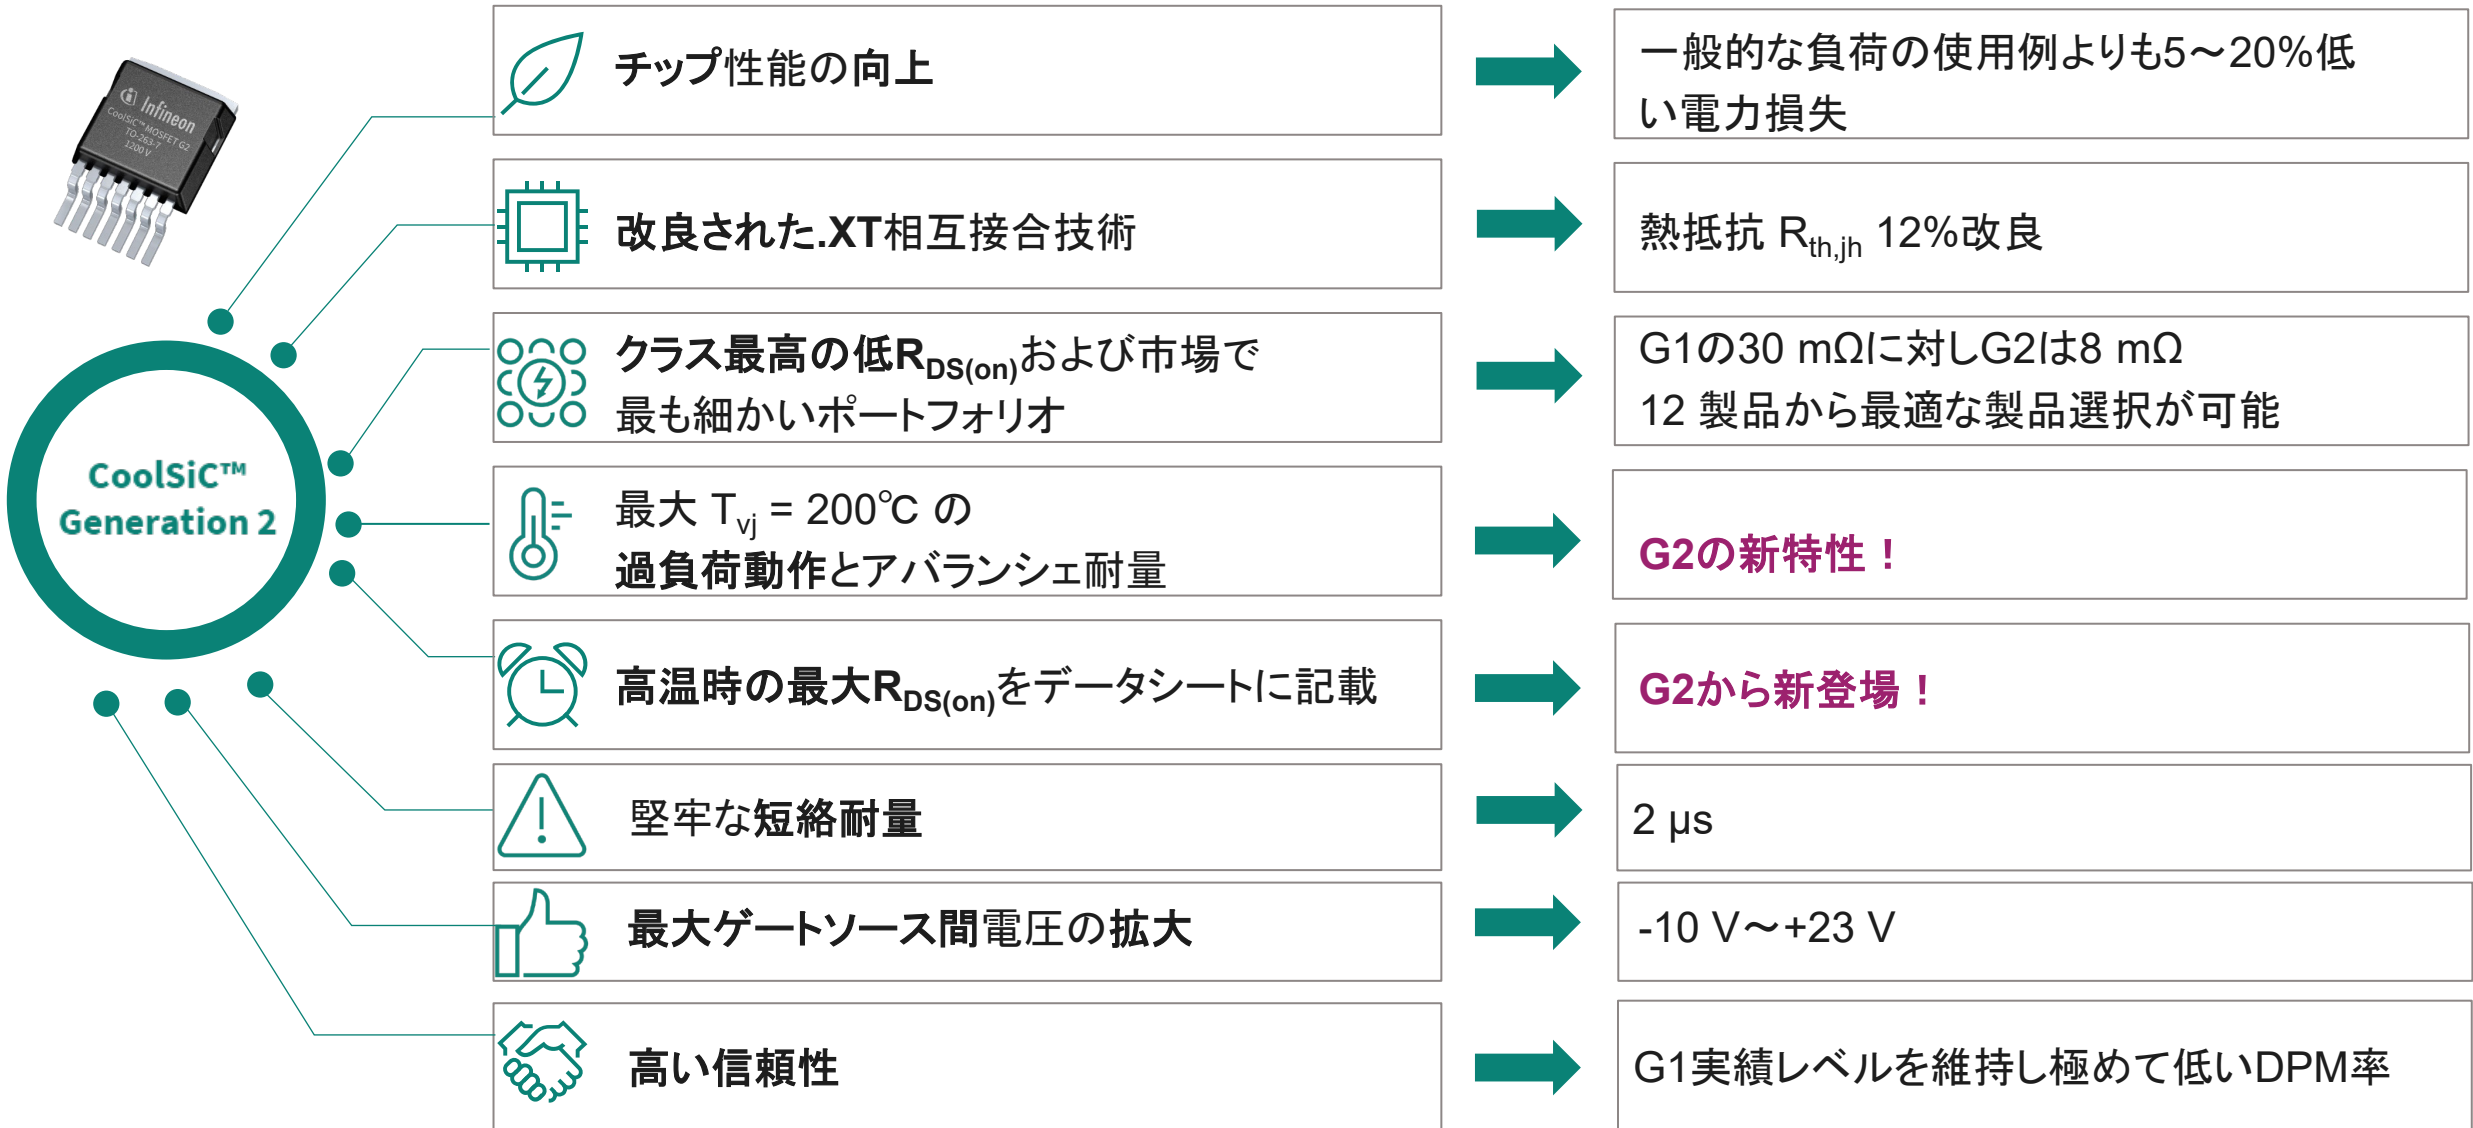 Infineon
CoolSiC™ MOSFET G2
TO-263-7
1200 V
CoolSiC™
Generation 2
チップ性能の向上
一般的な負荷の使用例よりも5～20%低
い電力損失
改良された.XT相互接合技術
熱抵抗 Rth,jh 12%改良
クラス最高の低RDS(on)および市場で
最も細かいポートフォリオ
G1の30 mΩに対しG2は8 mΩ
12 製品から最適な製品選択が可能
最大 Tvj = 200℃ の
過負荷動作とアバランシェ耐量
G2の新特性！
高温時の最大RDS(on)をデータシートに記載
G2から新登場！
堅牢な短絡耐量
2 µs
最大ゲートソース間電圧の拡大
-10 V～+23 V
高い信頼性
G1実績レベルを維持し極めて低いDPM率